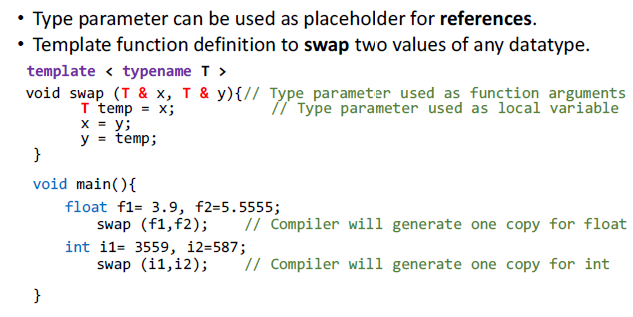 • Type parameter can be used as placeholder for references.
• Template function definition to swap two values of any datatype.
template < typename T >
void swap (T & x, T & y){// Type parameter used as function arguments
T temp = x; // Type parameter used as local variable
x = y;
y = temp;
}
void main(){
float f1= 3.9, f2=5.5555;
swap (f1,f2); // Compiler will generate one copy for float
int i1= 3559, i2=587;
swap (i1,i2); // Compiler will generate one copy for int
}